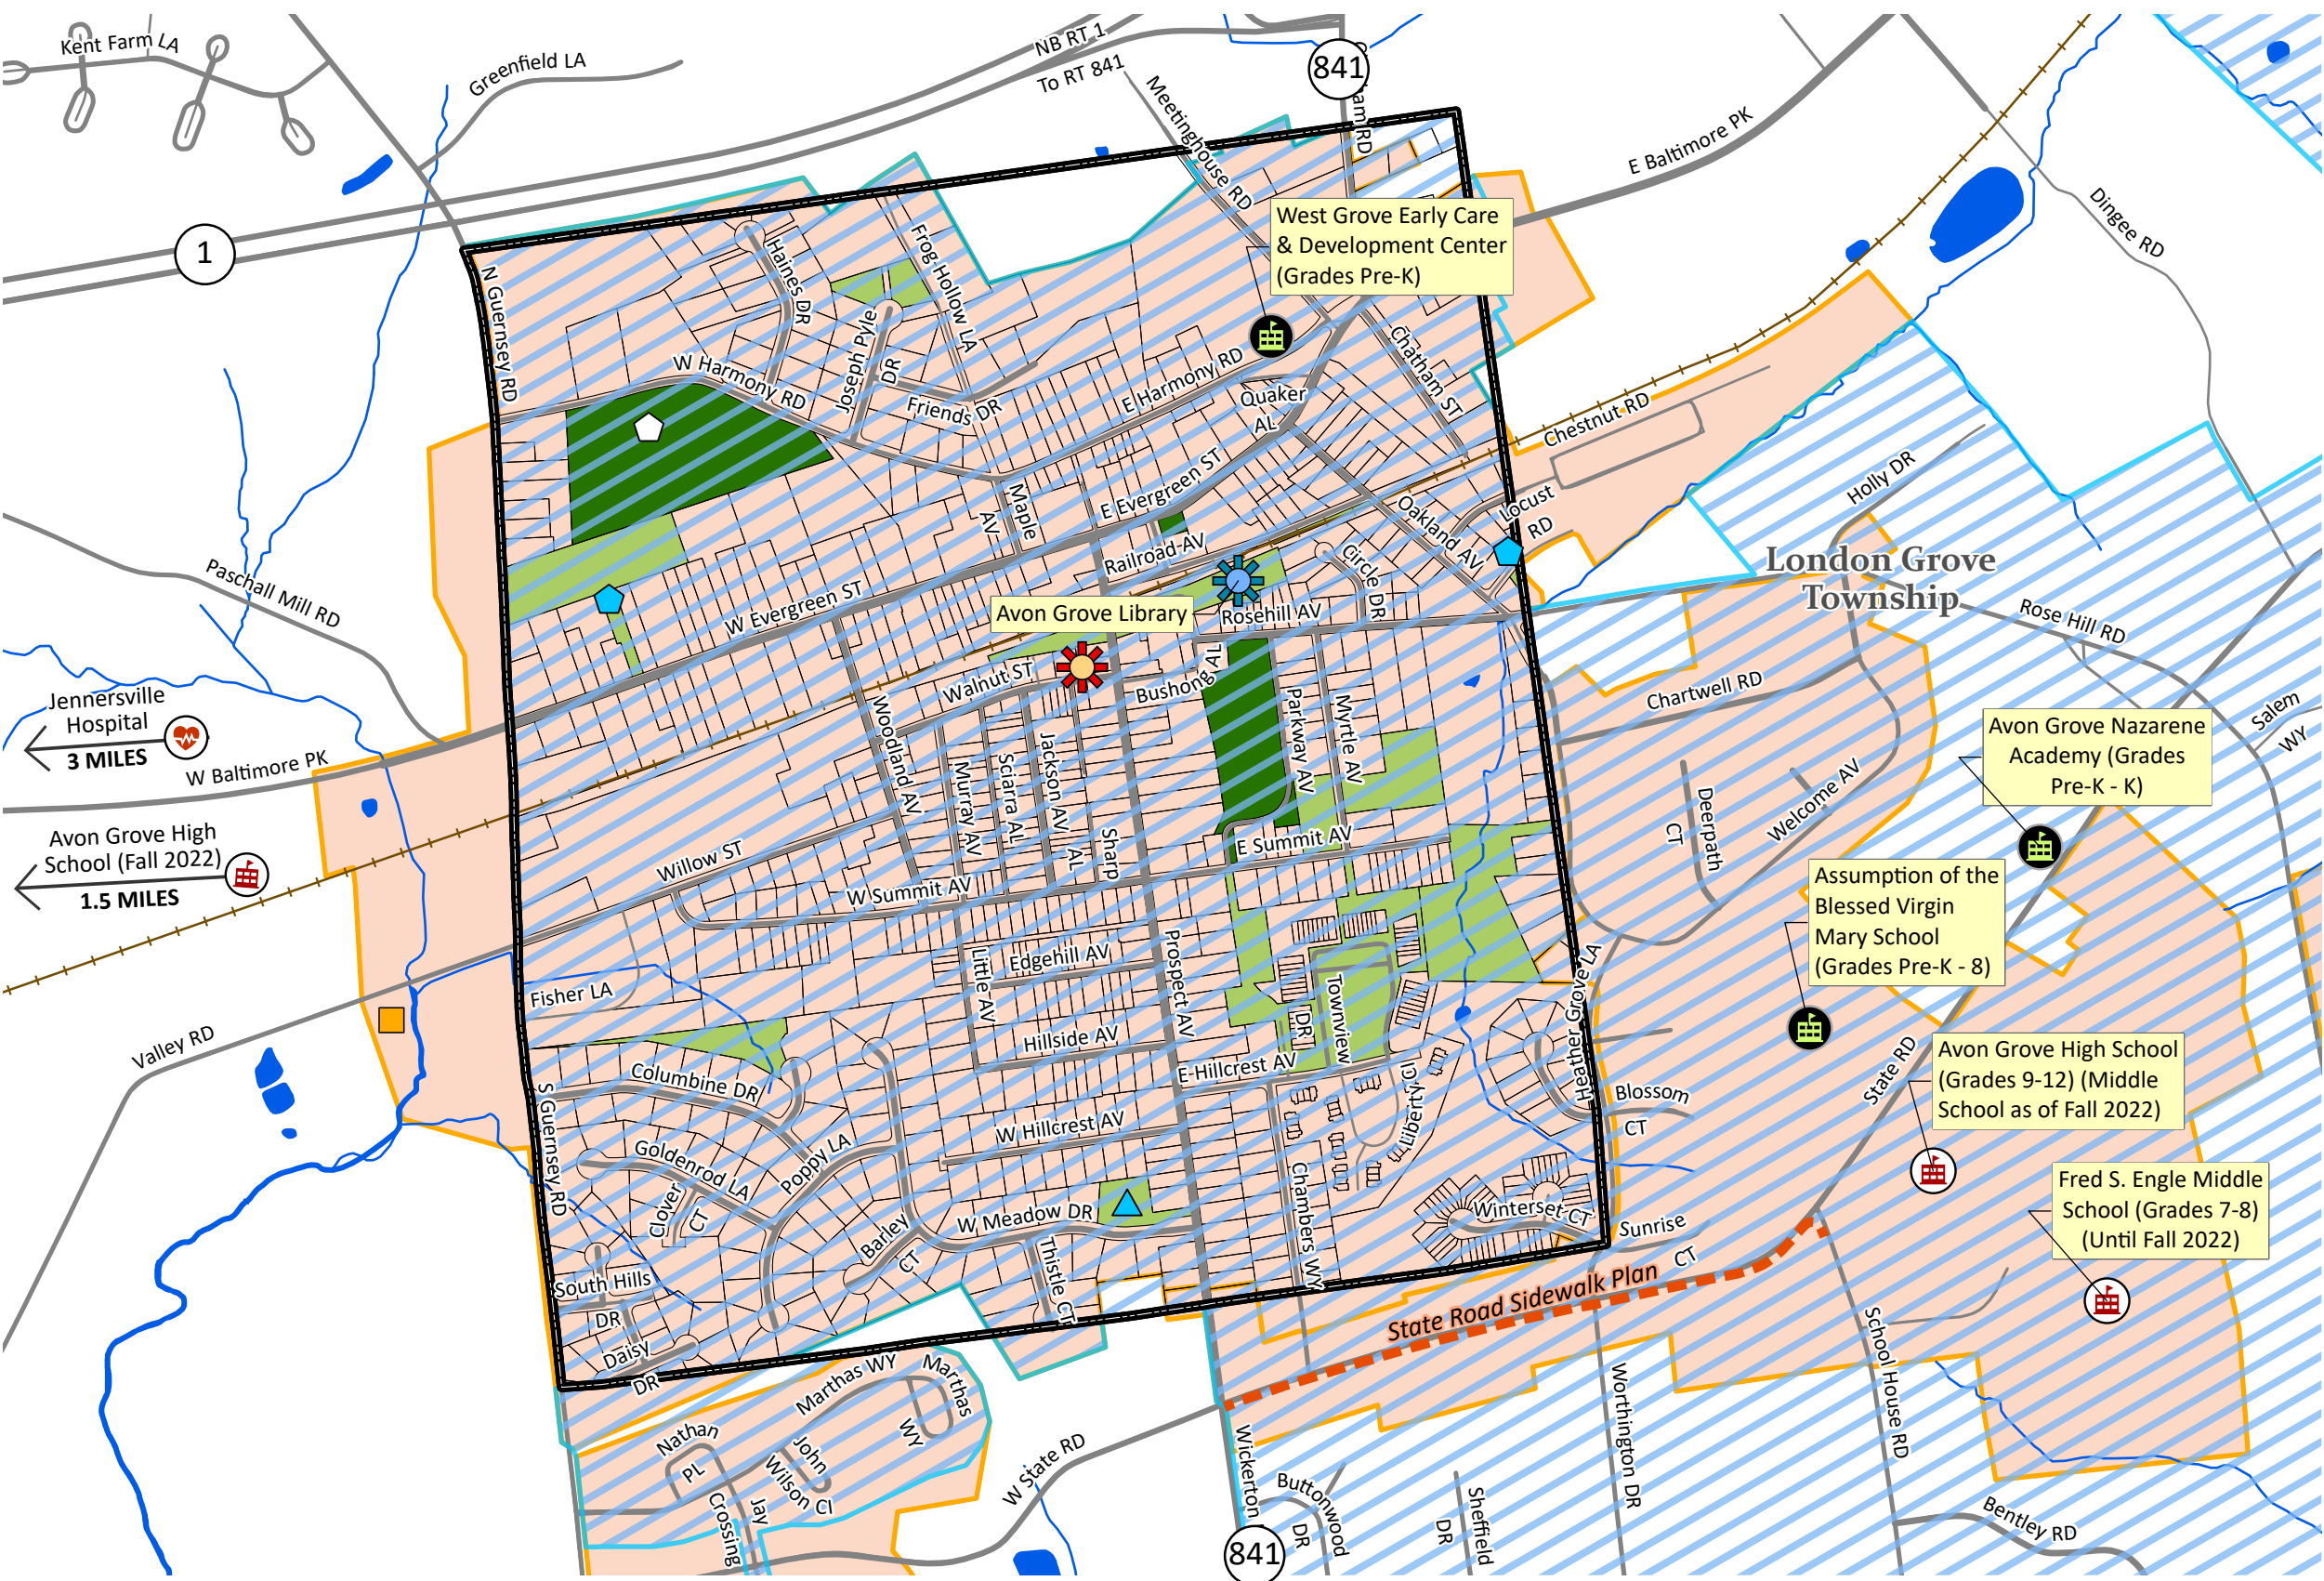 Kent Farm LA
Greenfield LA
NB RT 1
To RT 841
841
Meetinghouse RD
E Baltimore PK
Dingee RD
1
West Grove Early Care
& Development Center
(Grades Pre-K)
N Guernsey RD
Haines DR
Frog Hollow LA
Joseph Pyle
DR
W Harmony RD
Friends DR
E Harmony RD
Quaker
AL
Chatham ST
Chestnut RD
Holly DR
Locust
RD
Oakland AV
E Evergreen ST
Maple
AV
Railroad AV
Circle DR
London Grove
Township
Rose Hill RD
Paschall Mill RD
W Evergreen ST
Avon Grove Library
Rosehill AV
Walnut ST
Bushong AL
Parkway AV
Myrtle AV
Chartwell RD
Salem
WY
Jennersville
Hospital
3 MILES
W Baltimore PK
Avon Grove Nazarene
Academy (Grades
Pre-K - K)
Woodland AV
Murray AV
Sciarra AL
Jackson AV
AL
Sharp
Deerpath
CT
Welcome AV
Avon Grove High
School (Fall 2022)
1.5 MILES
Willow ST
W Summit AV
E Summit AV
Assumption of the
Blessed Virgin
Mary School
(Grades Pre-K - 8)
Edgehill AV
Little AV
Prospect AV
Fisher LA
Townview
DR
Heather Grove LA
Valley RD
Hillside AV
E Hillcrest AV
Liberty CI
State RD
Avon Grove High School
(Grades 9-12) (Middle
School as of Fall 2022)
Columbine DR
Blossom
CT
S Guernsey RD
W Hillcrest AV
Goldenrod LA
Poppy LA
Clover
CT
Chambers WY
Fred S. Engle Middle
School (Grades 7-8)
(Until Fall 2022)
W Meadow DR
Winterset CT
Barley
CT
Sunrise
CT
South Hills
DR
Thistle CT
State Road Sidewalk Plan
Daisy
DR
Marthas WY
Marthas
WY
School House RD
Worthington DR
Nathan
PL
John
Wilson CI
W State RD
Jay
Crossing
Wickerton
Buttonwood
DR
Sheffield
DR
Bentley RD
841